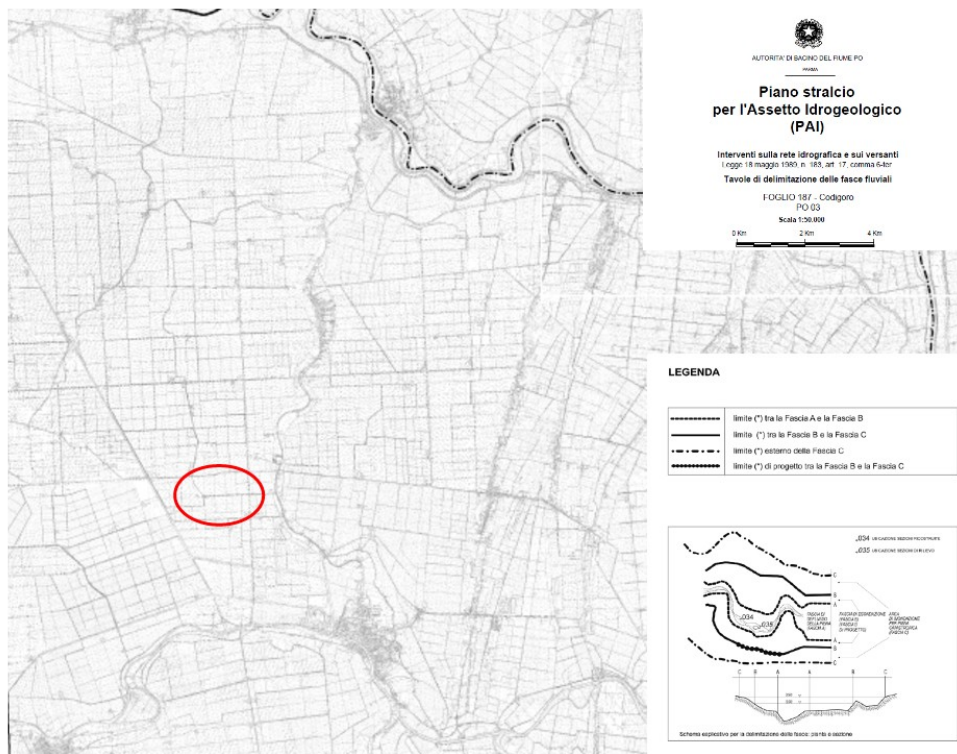 AUTORITA' DI BACINO DEL FIUME PO
PARMA
Piano stralcio
per l'Assetto Idrogeologico
(PAI)
Interventi sulla rete idrografica e sui versanti
Legge 18 maggio 1989, n. 183, art. 17, comma 6-ter
Tavole di delimitazione delle fasce fluviali
FOGLIO 187 - Codigoro
PO 03
Scala 1:50.000
0 Km 2 Km 4 Km
LEGENDA
limite (*) tra la Fascia A e la Fascia B
limite (*) tra la Fascia B e la Fascia C
limite (*) esterno della Fascia C
limite (*) di progetto tra la Fascia B e la Fascia C
.034
.035
C
B
A
.034
.035
A
B
C
C B A A B C
Schema esplicativo per la delimitazione delle fasce: pianta e sezione